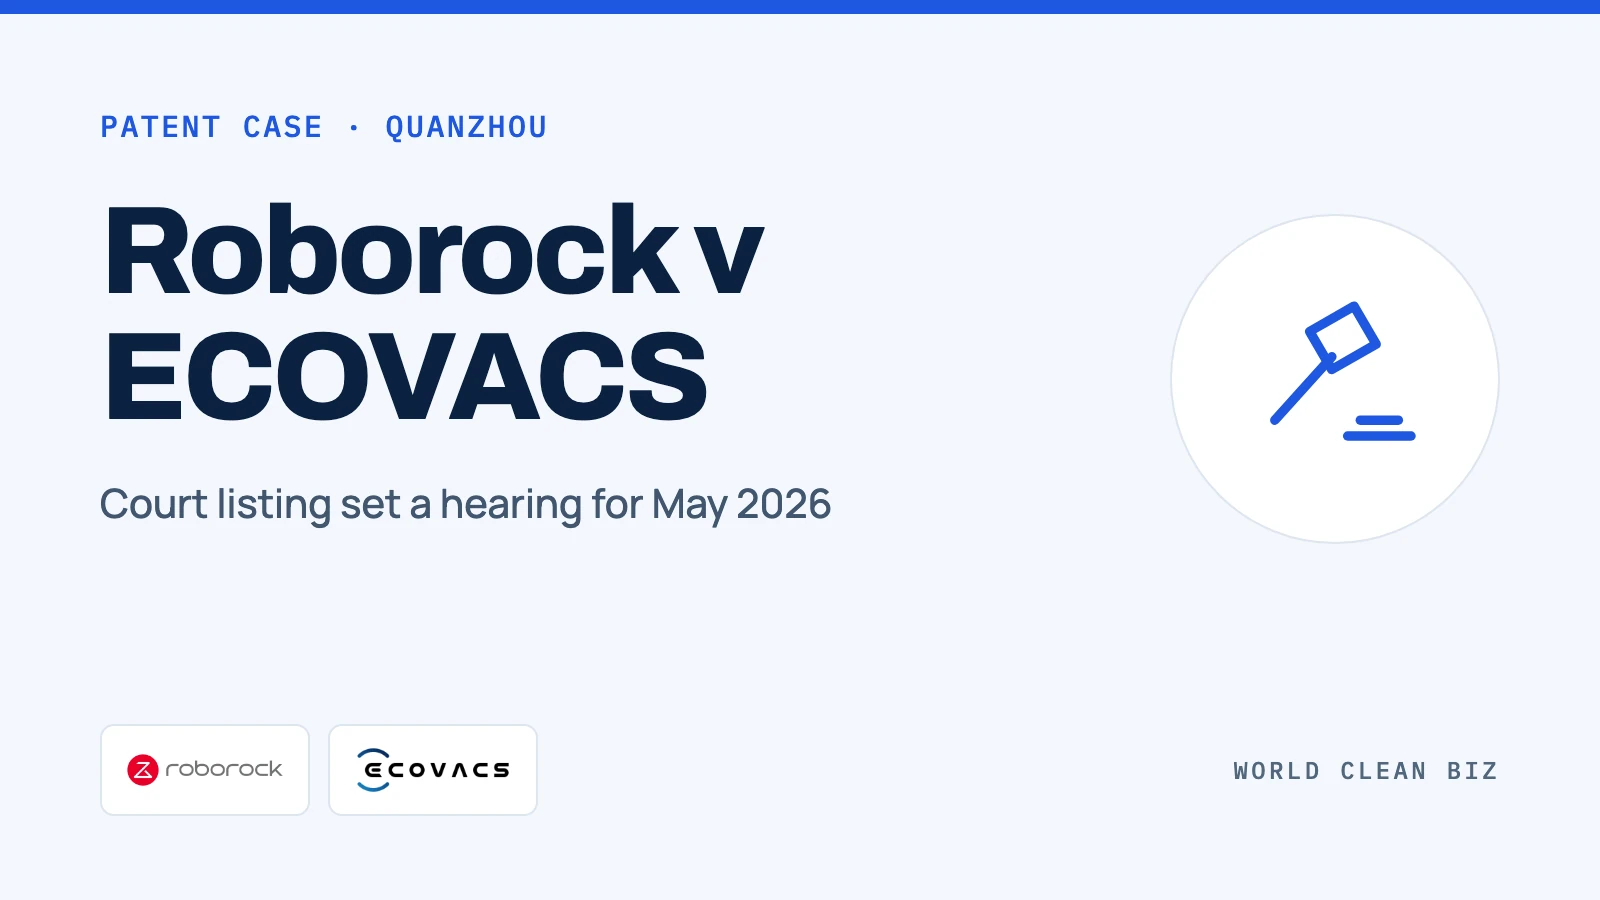 PATENT CASE · QUANZHOU
Roborock v
ECOVACS
Court listing set a hearing for May 2026
roborock
ECOVACS
WORLD CLEAN BIZ